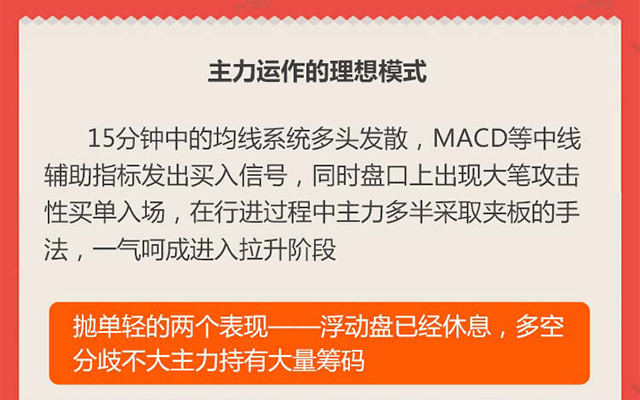 主力运作的理想模式
15分钟中的均线系统多头发散，MACD等中线
辅助指标发出买入信号，同时盘口上出现大笔攻击
性买单入场，在行进过程中主力多半采取夹板的手
法，一气呵成进入拉升阶段
抛单轻的两个表现——浮动盘已经休息，多空
分歧不大主力持有大量筹码